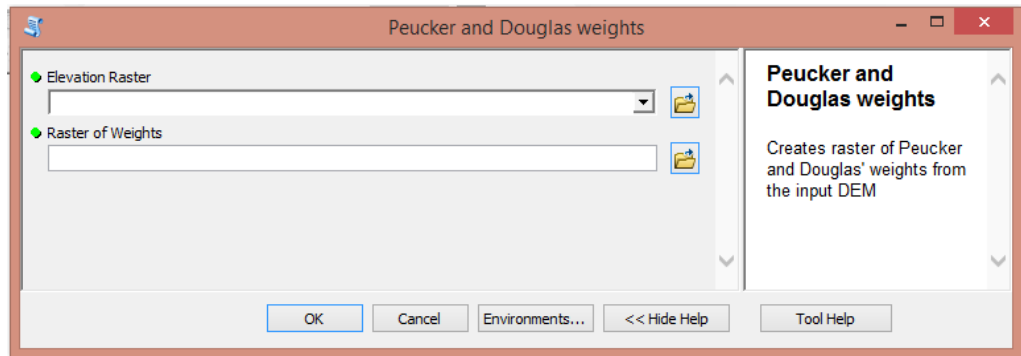 Peucker and Douglas weights
Elevation Raster
Raster of Weights
Peucker and
Douglas weights
Creates raster of Peucker
and Douglas' weights from
the input DEM
OK
Cancel
Environments...
<< Hide Help
Tool Help